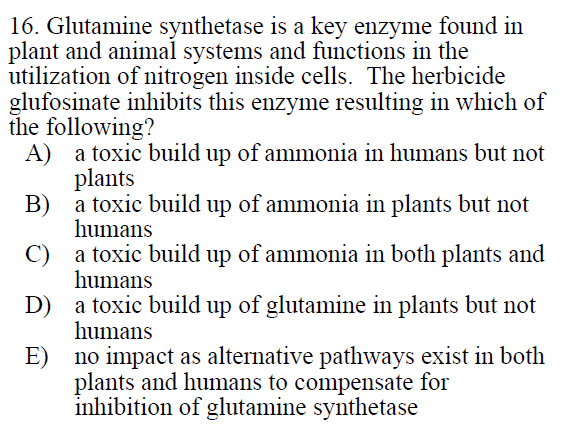 16. Glutamine synthetase is a key enzyme found in
plant and animal systems and functions in the
utilization of nitrogen inside cells.  The herbicide
glufosinate inhibits this enzyme resulting in which of
the following?
A) a toxic build up of ammonia in humans but not
plants
B) a toxic build up of ammonia in plants but not
humans
C) a toxic build up of ammonia in both plants and
humans
D) a toxic build up of glutamine in plants but not
humans
E) no impact as alternative pathways exist in both
plants and humans to compensate for
inhibition of glutamine synthetase